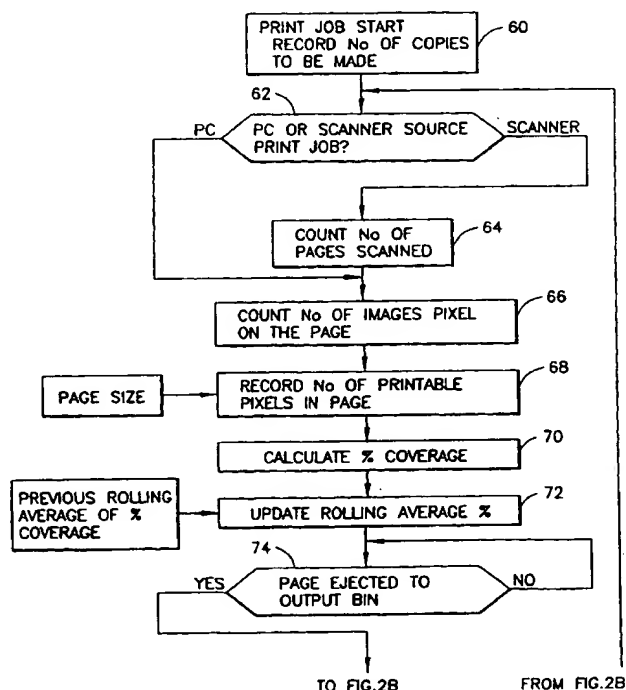 PRINT JOB START
RECORD No OF COPIES
TO BE MADE
60
62
PC
PC OR SCANNER SOURCE
PRINT JOB?
SCANNER
COUNT No OF
PAGES SCANNED
64
COUNT No OF IMAGES PIXEL
ON THE PAGE
66
PAGE SIZE
RECORD No OF PRINTABLE
PIXELS IN PAGE
68
CALCULATE % COVERAGE
70
PREVIOUS ROLLING
AVERAGE OF %
COVERAGE
UPDATE ROLLING AVERAGE %
72
74
YES
PAGE EJECTED TO
OUTPUT BIN
NO
TO FIG.2B
FROM FIG.2B